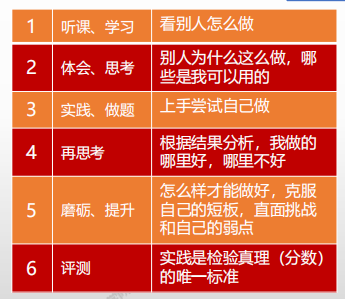 1 听课、学习 看别人怎么做
2 体会、思考 别人为什么这么做，哪
些是我可以用的
3 实践、做题 上手尝试自己做
4 再思考 根据结果分析，我做的
哪里好，哪里不好
5 磨砺、提升 怎么样才能做好，克服
自己的短板，直面挑战
和自己的弱点
6 评测 实践是检验真理（分数）
的唯一标准